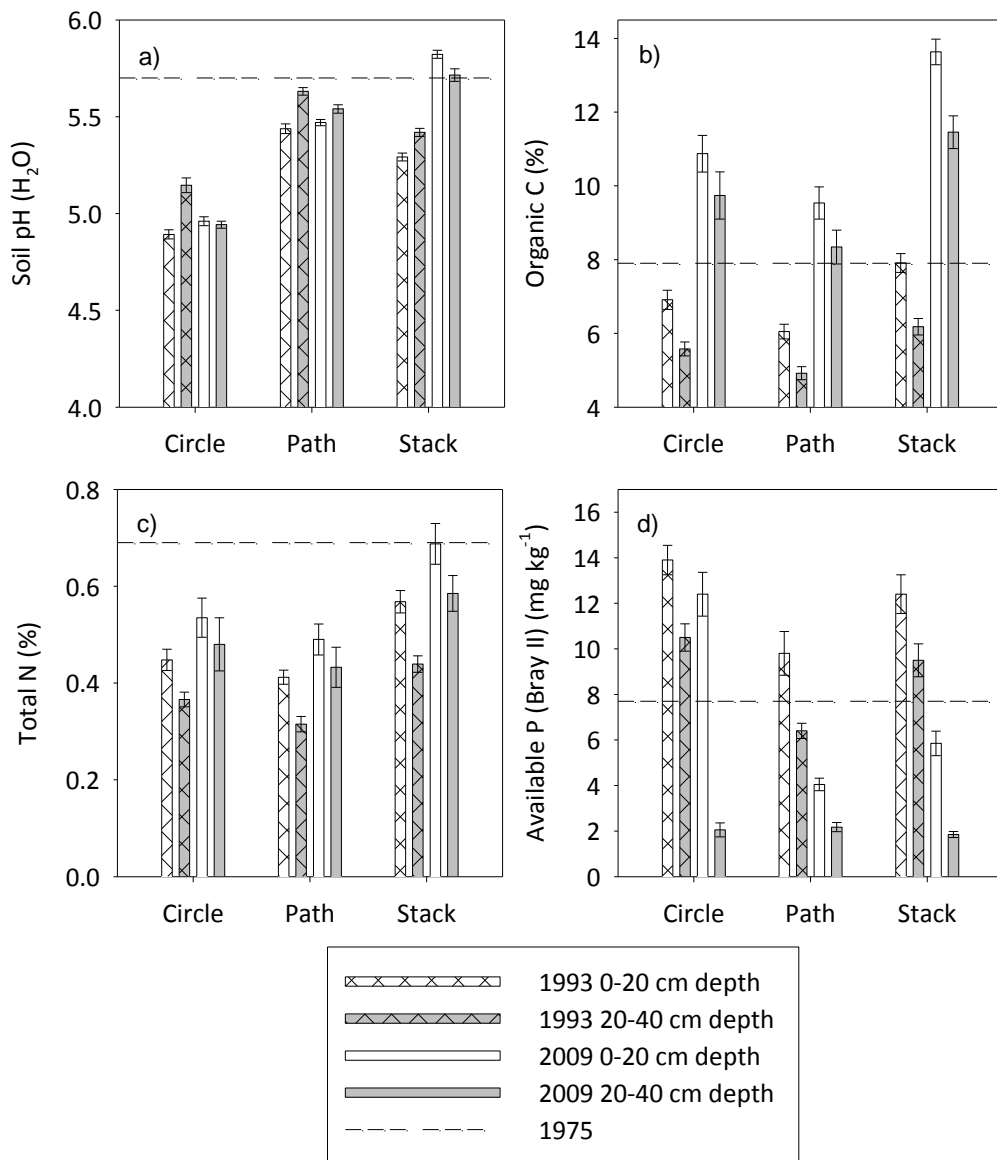 a)
Soil pH (H₂O)
5.5
5.0
4.5
4.0
Circle Path Stack
b)
Organic C (%)
14
12
10
8
6
4
Circle Path Stack
c)
Total N (%)
0.8
0.6
0.4
0.2
0.0
Circle Path Stack
d)
Available P (Bray II) (mg kg⁻¹)
16
14
12
10
8
6
4
2
0
Circle Path Stack
1993 0-20 cm depth
1993 20-40 cm depth
2009 0-20 cm depth
2009 20-40 cm depth
1975